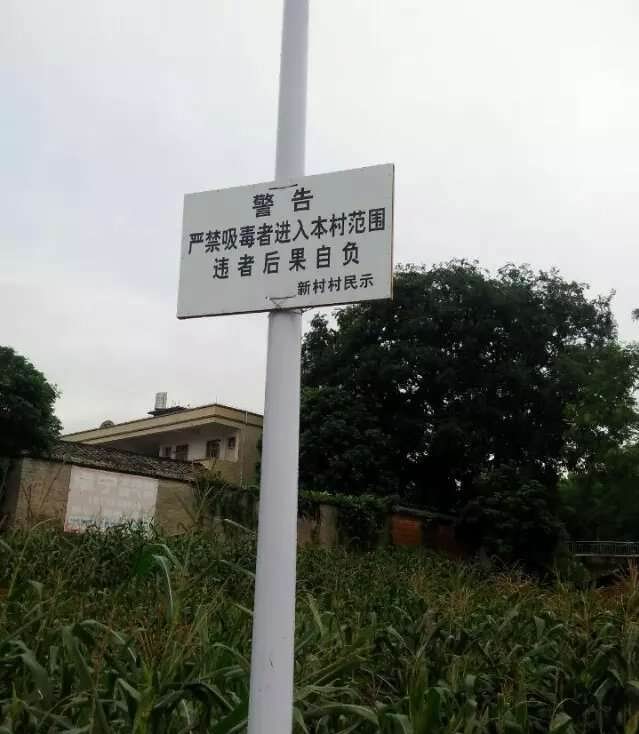 警告
严禁吸毒者进入本村范围
违者后果自负
新村村民示